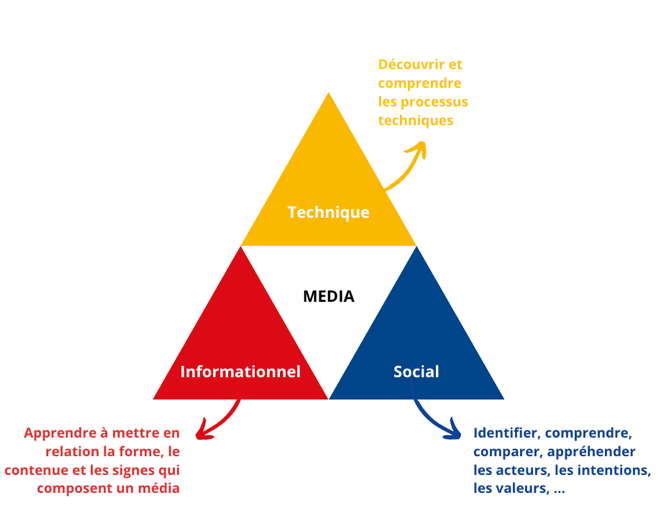 Découvrir et
comprendre
les processus
techniques
Technique
MEDIA
Informationnel
Social
Apprendre à mettre en
relation la forme, le
contenue et les signes qui
composent un média
Identifier, comprendre,
comparer, appréhender
les acteurs, les intentions,
les valeurs, ...